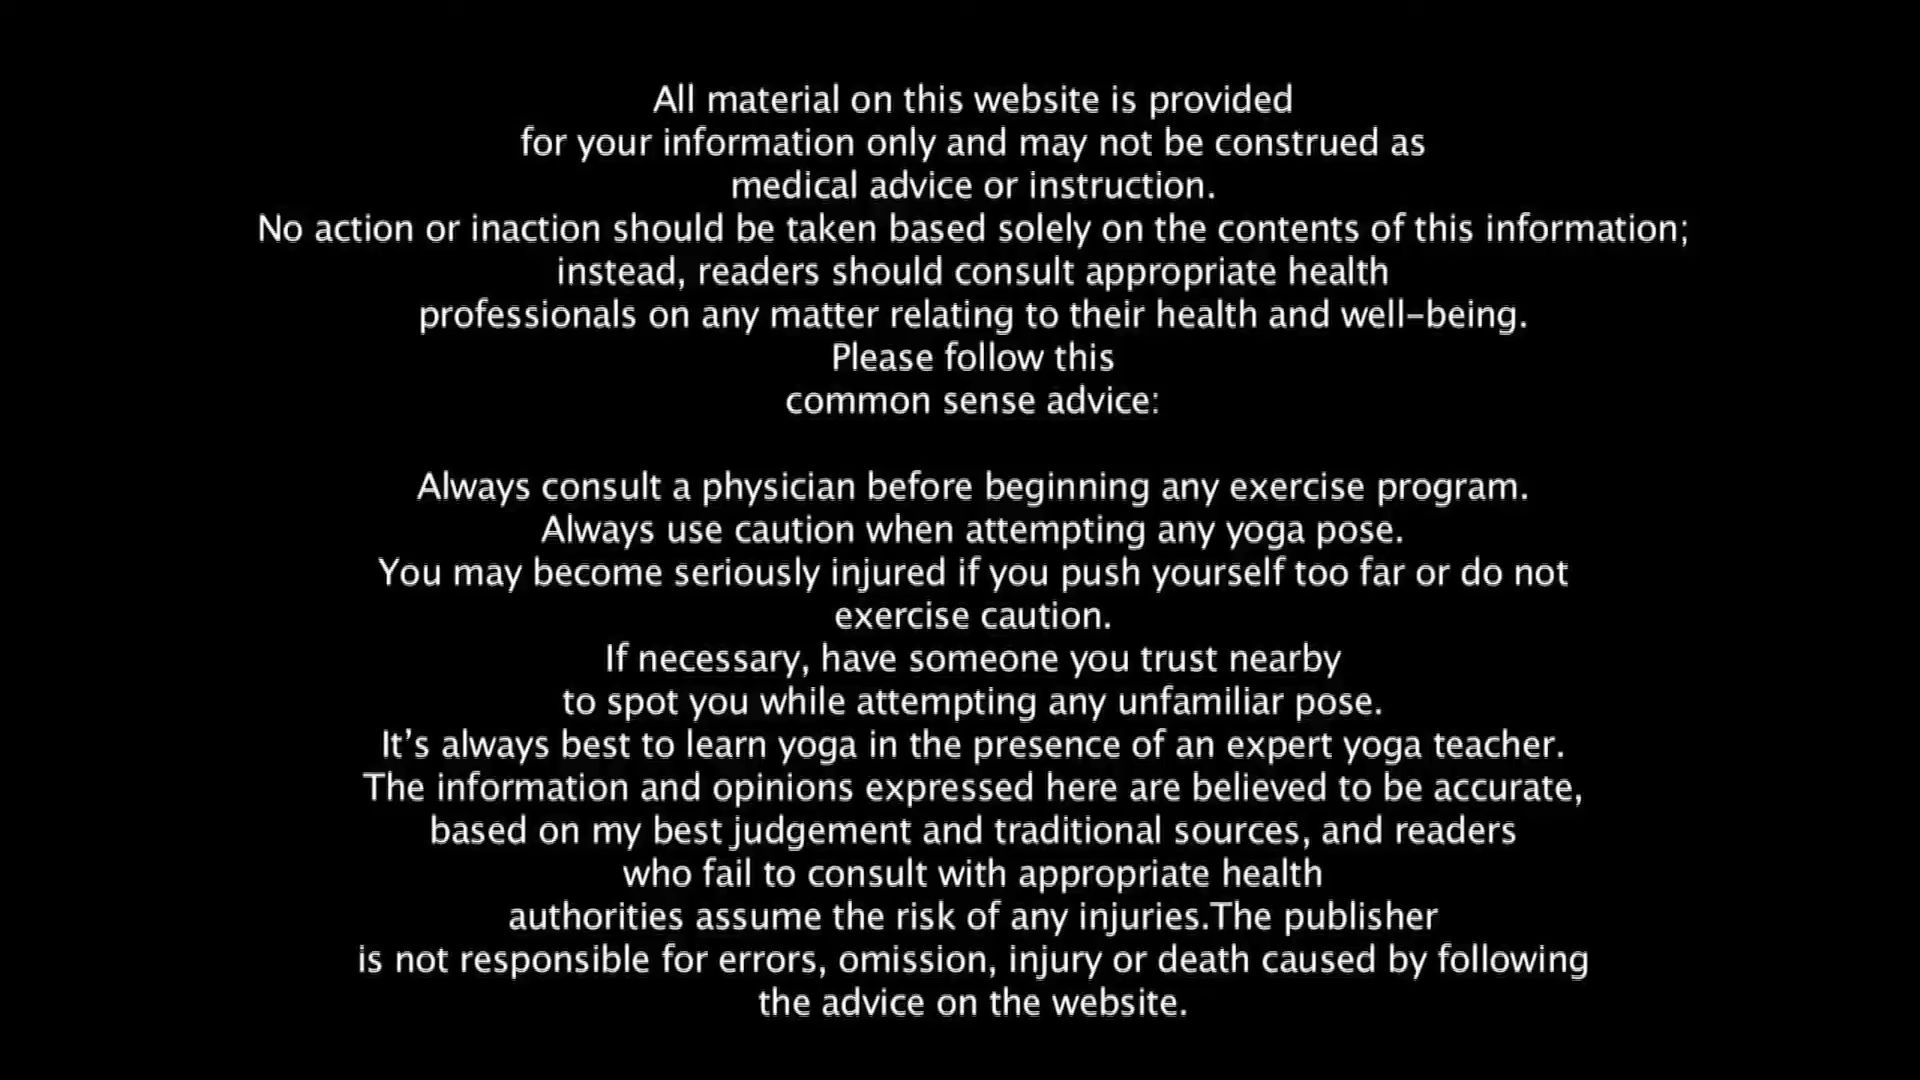 All material on this website is provided
for your information only and may not be construed as
medical advice or instruction.
No action or inaction should be taken based solely on the contents of this information;
instead, readers should consult appropriate health
professionals on any matter relating to their health and well-being.
Please follow this
common sense advice:
Always consult a physician before beginning any exercise program.
Always use caution when attempting any yoga pose.
You may become seriously injured if you push yourself too far or do not
exercise caution.
If necessary, have someone you trust nearby
to spot you while attempting any unfamiliar pose.
It’s always best to learn yoga in the presence of an expert yoga teacher.
The information and opinions expressed here are believed to be accurate,
based on my best judgement and traditional sources, and readers
who fail to consult with appropriate health
authorities assume the risk of any injuries.The publisher
is not responsible for errors, omission, injury or death caused by following
the advice on the website.